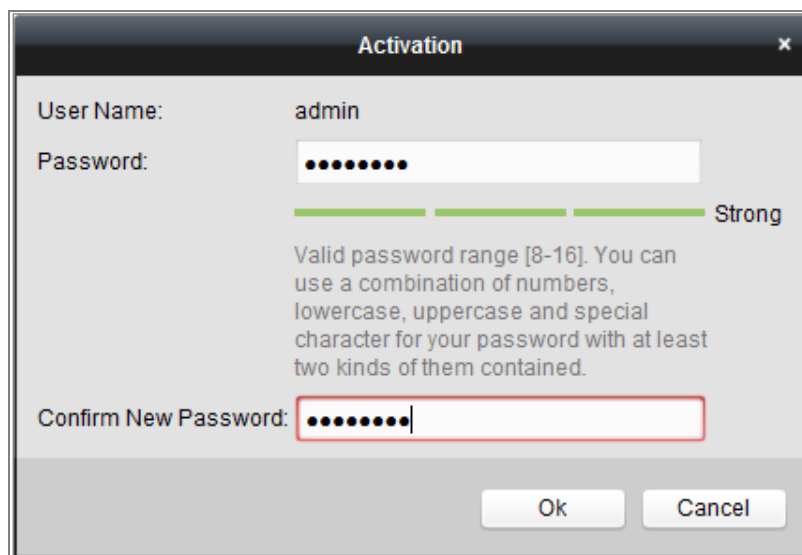 Activation
User Name: admin
Password: ●●●●●●●●
Strong
Valid password range [8-16]. You can
use a combination of numbers,
lowercase, uppercase and special
character for your password with at least
two kinds of them contained.
Confirm New Password: ●●●●●●●●
Ok Cancel